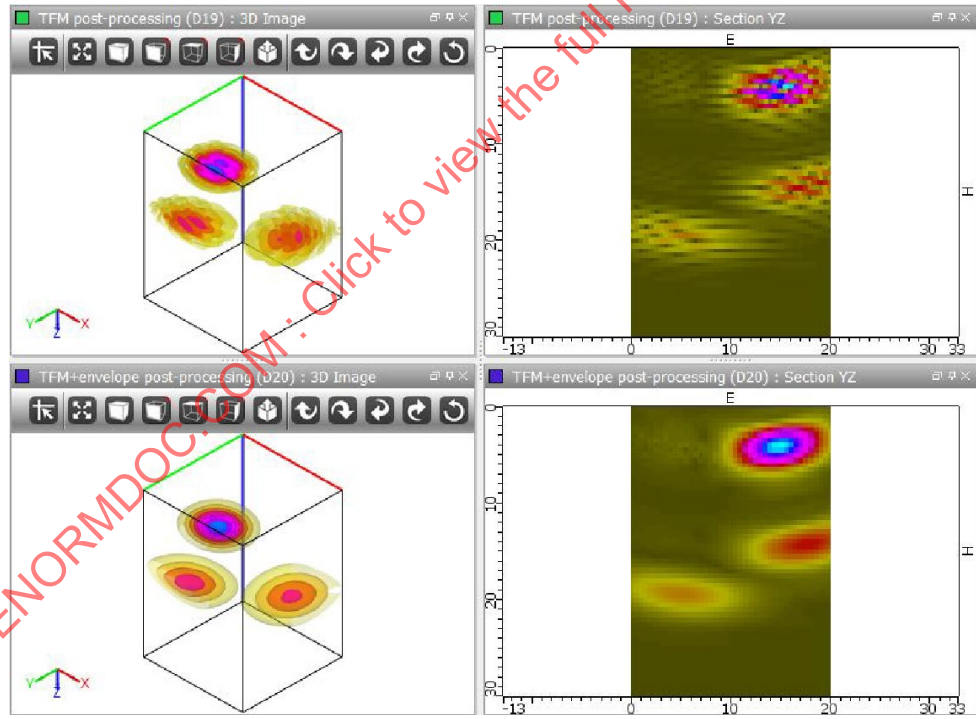 TFM post-processing (D19) : 3D Image
TFM post-processing (D19) : Section YZ
E
0
10
20
30
H
-13 0 10 20 30 33
Y Z X
TFM+envelope post-processing (D20) : 3D Image
TFM+envelope post-processing (D20) : Section YZ
E
0
10
20
30
H
-13 0 10 20 30 33
Y Z X
ENORMDOC.COM : Click to view the full